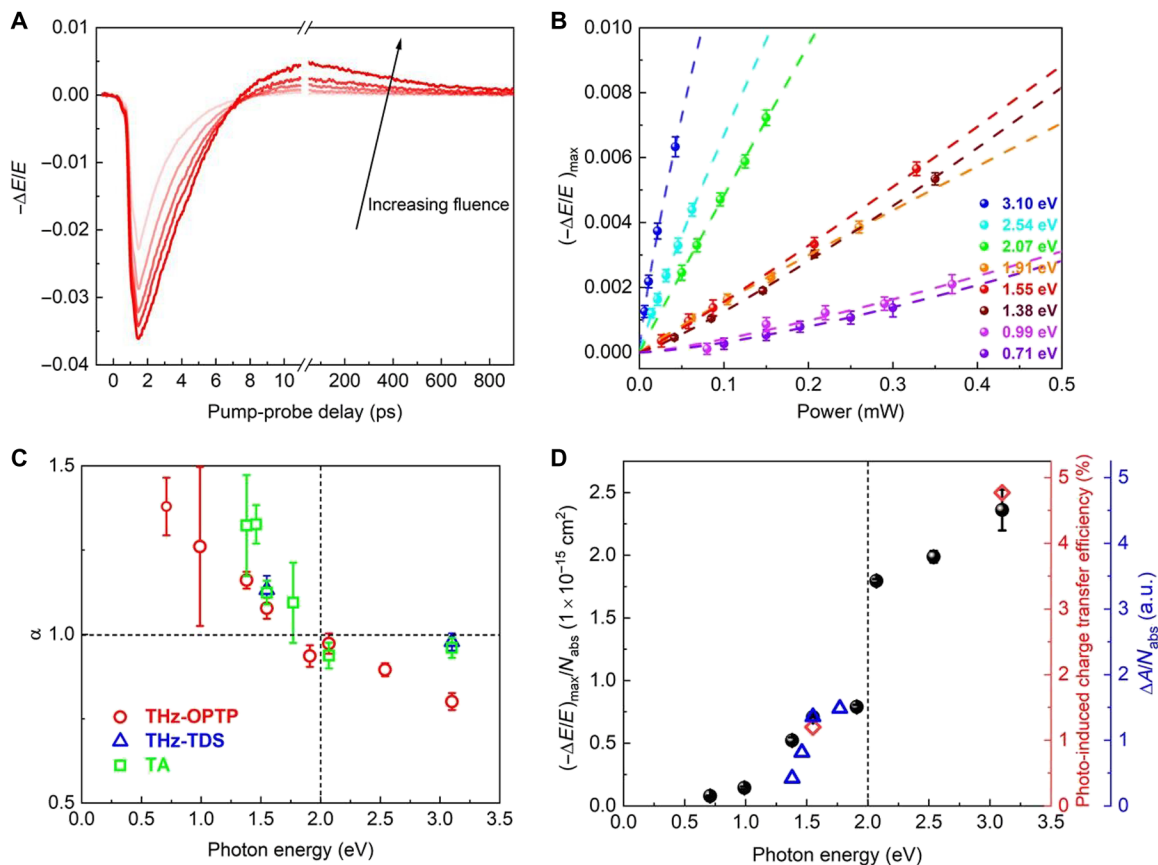 A
0.01
0.00
−0.01
−0.02
−0.03
−0.04
−ΔE/E
Increasing fluence
0 2 4 6 8 10 200 400 600 800
Pump-probe delay (ps)
B
0.010
0.008
0.006
0.004
0.002
0.000
(−ΔE/E )max
3.10 eV
2.54 eV
2.07 eV
1.91 eV
1.55 eV
1.38 eV
0.99 eV
0.71 eV
0.0 0.1 0.2 0.3 0.4 0.5
Power (mW)
C
1.5
1.0
0.5
α
THz-OPTP
THz-TDS
TA
0.0 0.5 1.0 1.5 2.0 2.5 3.0 3.5
Photon energy (eV)
D
2.5
2.0
1.5
1.0
0.5
0.0
(−ΔE/E)max/Nabs (1 × 10−15 cm2)
5
4
3
2
1
0
Photo-induced charge transfer efficiency (%)
5
4
3
2
1
0
ΔA/Nabs (a.u.)
0.0 0.5 1.0 1.5 2.0 2.5 3.0 3.5
Photon energy (eV)